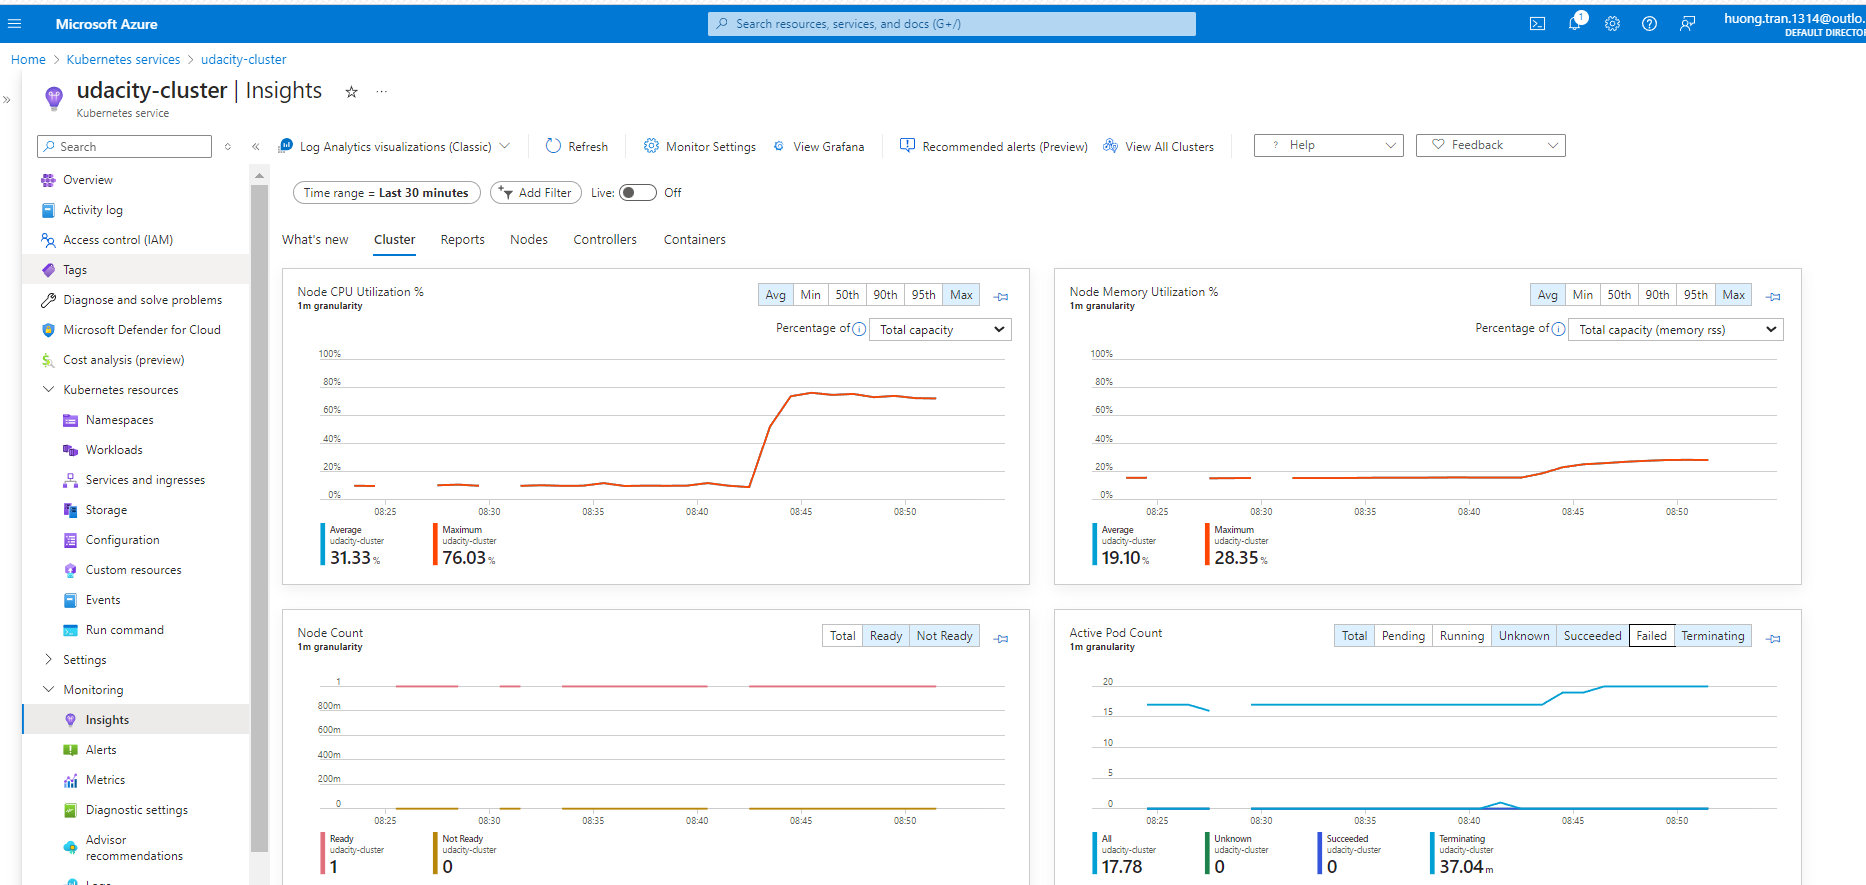 Microsoft Azure
Search resources, services, and docs (G+/)
1
huong.tran.1314@outlo...
DEFAULT DIRECTOR
Home > Kubernetes services > udacity-cluster
udacity-cluster | Insights
Kubernetes service
Search
Log Analytics visualizations (Classic)
Refresh
Monitor Settings
View Grafana
Recommended alerts (Preview)
View All Clusters
? Help
Feedback
Time range = Last 30 minutes
Add Filter
Live: Off
What's new Cluster Reports Nodes Controllers Containers
Overview
Activity log
Access control (IAM)
Tags
Diagnose and solve problems
Microsoft Defender for Cloud
Cost analysis (preview)
Kubernetes resources
Namespaces
Workloads
Services and ingresses
Storage
Configuration
Custom resources
Events
Run command
Settings
Monitoring
Insights
Alerts
Metrics
Diagnostic settings
Advisor
recommendations
Logs
Node CPU Utilization %
1m granularity
Avg Min 50th 90th 95th Max
Percentage of Total capacity
100%
80%
60%
40%
20%
0%
08:25 08:30 08:35 08:40 08:45 08:50
Average
udacity-cluster
31.33 %
Maximum
udacity-cluster
76.03 %
Node Memory Utilization %
1m granularity
Avg Min 50th 90th 95th Max
Percentage of Total capacity (memory rss)
100%
80%
60%
40%
20%
0%
08:25 08:30 08:35 08:40 08:45 08:50
Average
udacity-cluster
19.10 %
Maximum
udacity-cluster
28.35 %
Node Count
1m granularity
Total Ready Not Ready
1
800m
600m
400m
200m
0
08:25 08:30 08:35 08:40 08:45 08:50
Ready
udacity-cluster
1
Not Ready
udacity-cluster
0
Active Pod Count
1m granularity
Total Pending Running Unknown Succeeded Failed Terminating
20
15
10
5
0
08:25 08:30 08:35 08:40 08:45 08:50
All
udacity-cluster
17.78
Unknown
udacity-cluster
0
Succeeded
udacity-cluster
0
Terminating
udacity-cluster
37.04 m